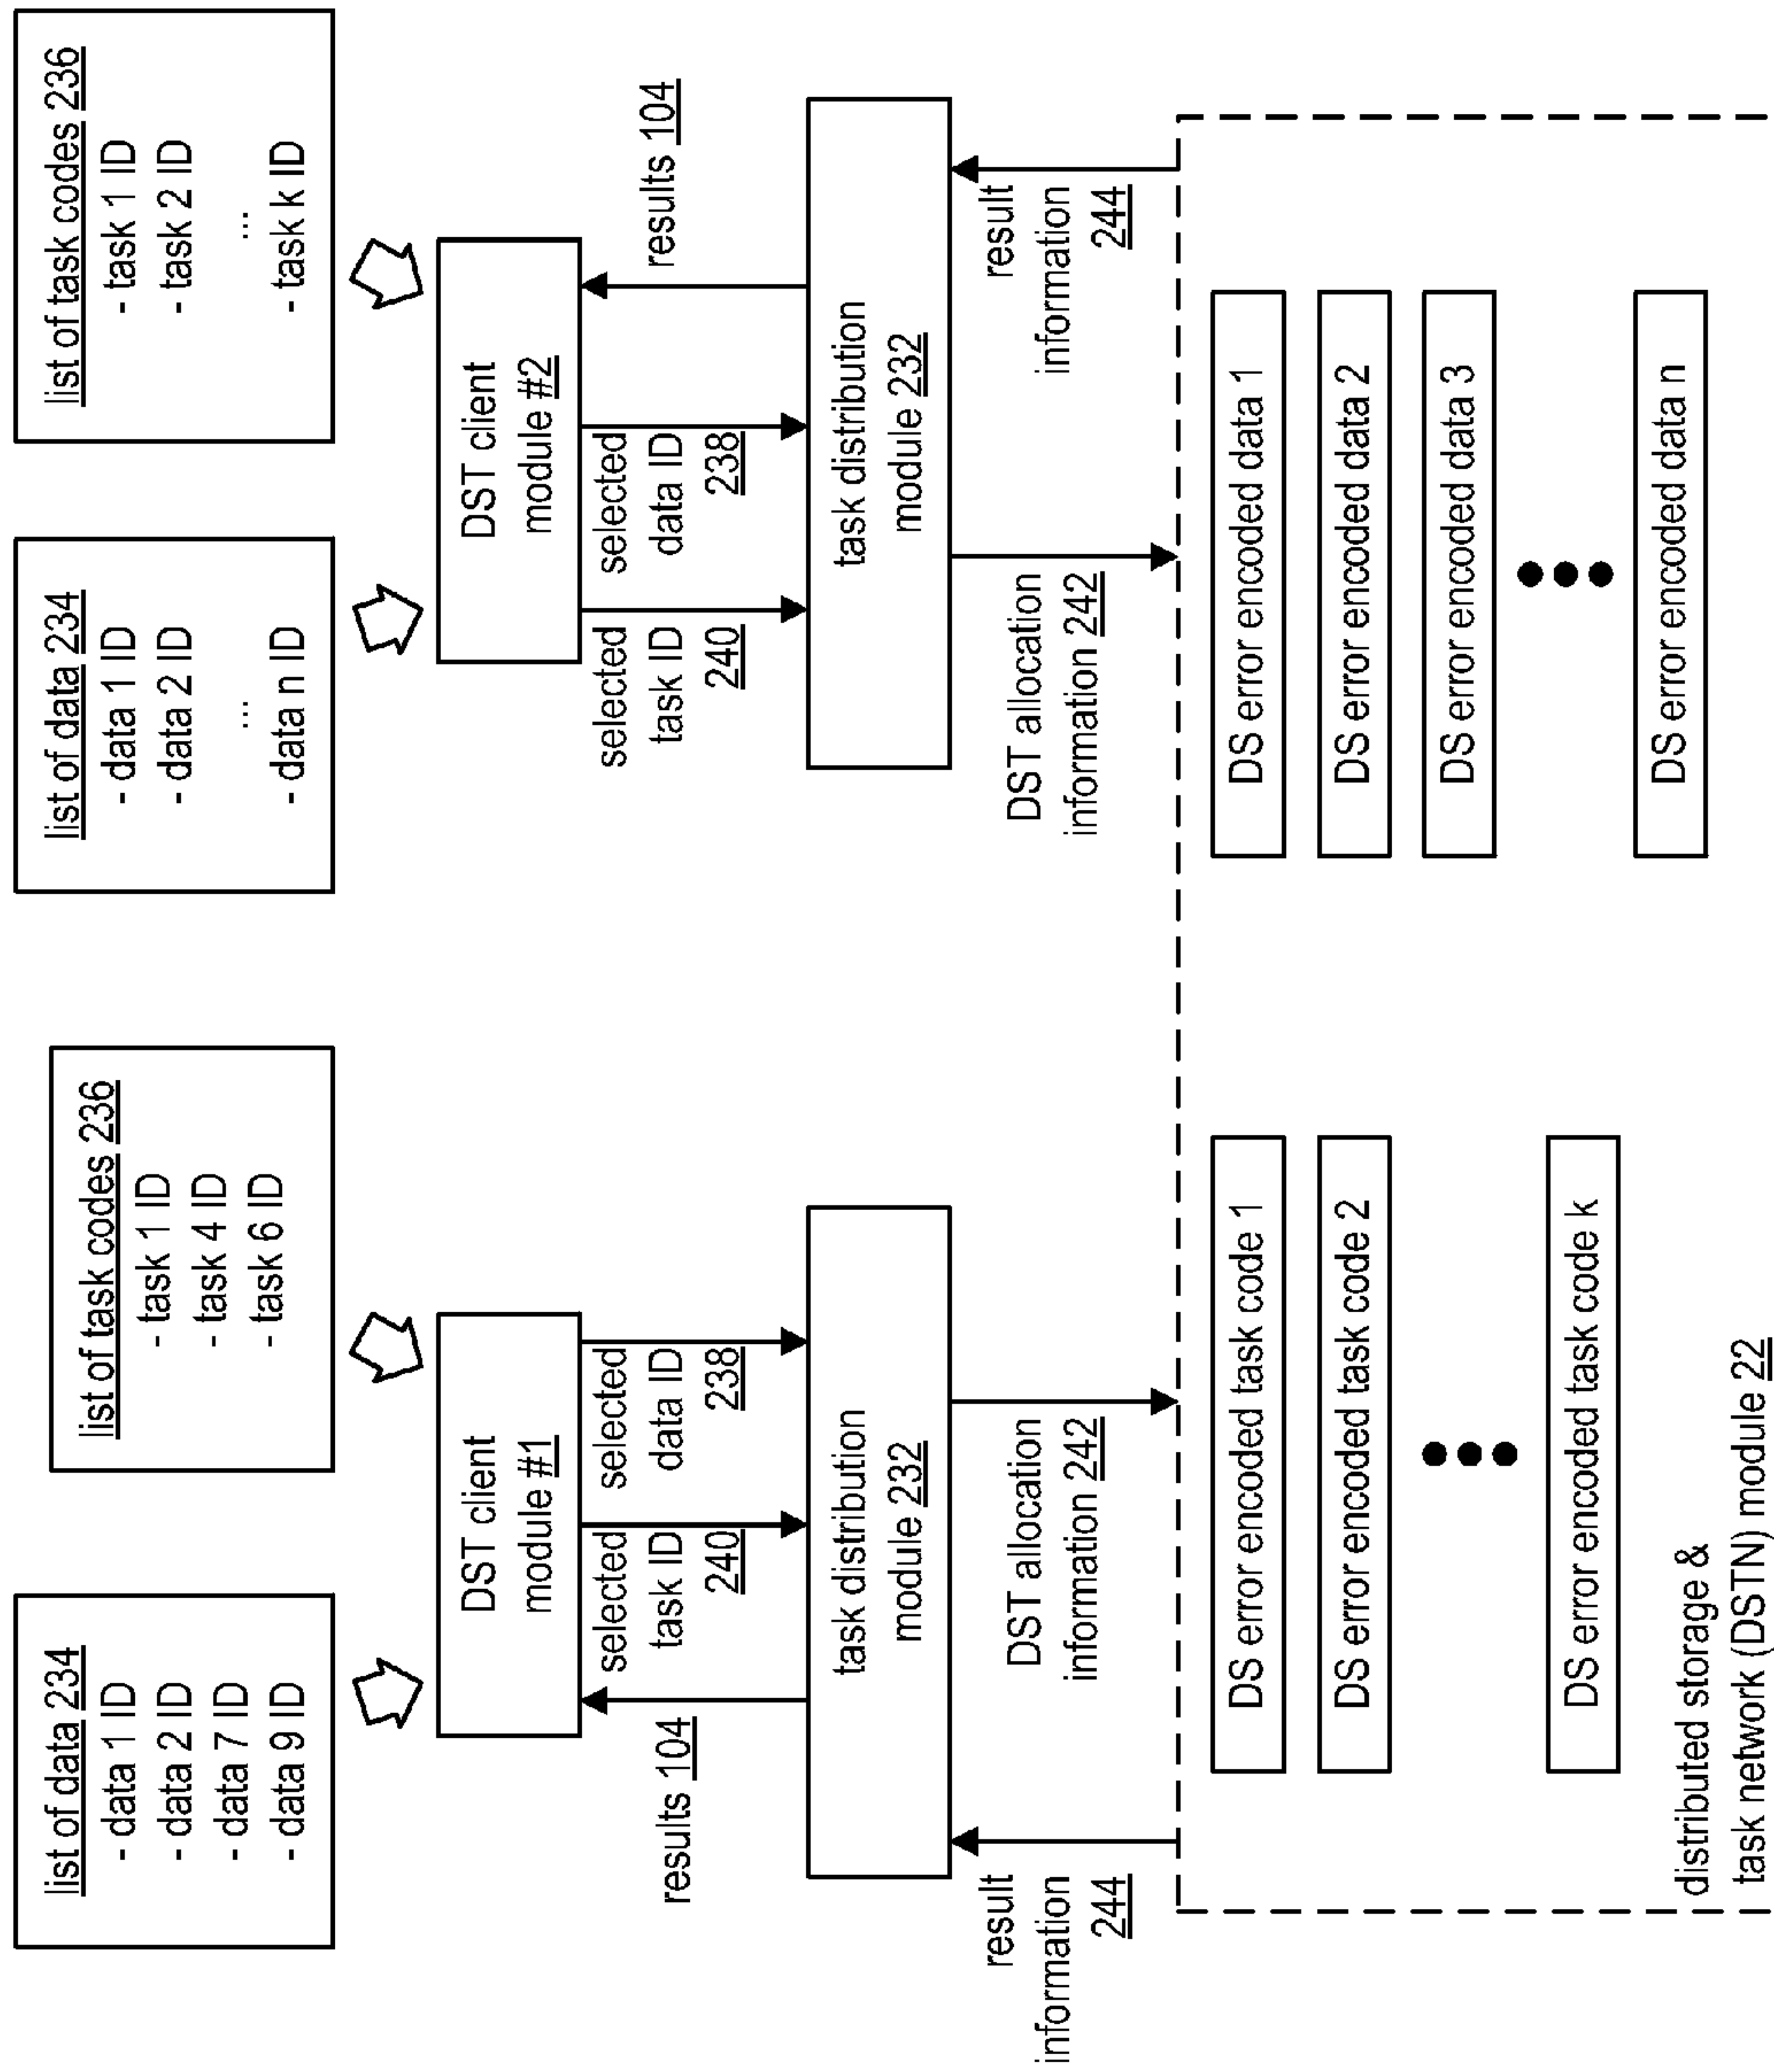 list of data 234
- data 1 ID
- data 2 ID
- data 7 ID
- data 9 ID
list of task codes 236
- task 1 ID
- task 4 ID
- task 6 ID
DST client
module #1
results 104
selected
task ID
240
selected
data ID
238
task distribution
module 232
result
information
244
DST allocation
information 242
list of data 234
- data 1 ID
- data 2 ID
...
- data n ID
list of task codes 236
- task 1 ID
- task 2 ID
...
- task k ID
DST client
module #2
selected
task ID
240
selected
data ID
238
results 104
task distribution
module 232
DST allocation
information 242
result
information
244
DS error encoded task code 1
DS error encoded task code 2
DS error encoded task code k
DS error encoded data 1
DS error encoded data 2
DS error encoded data 3
DS error encoded data n
distributed storage &
task network (DSTN) module 22